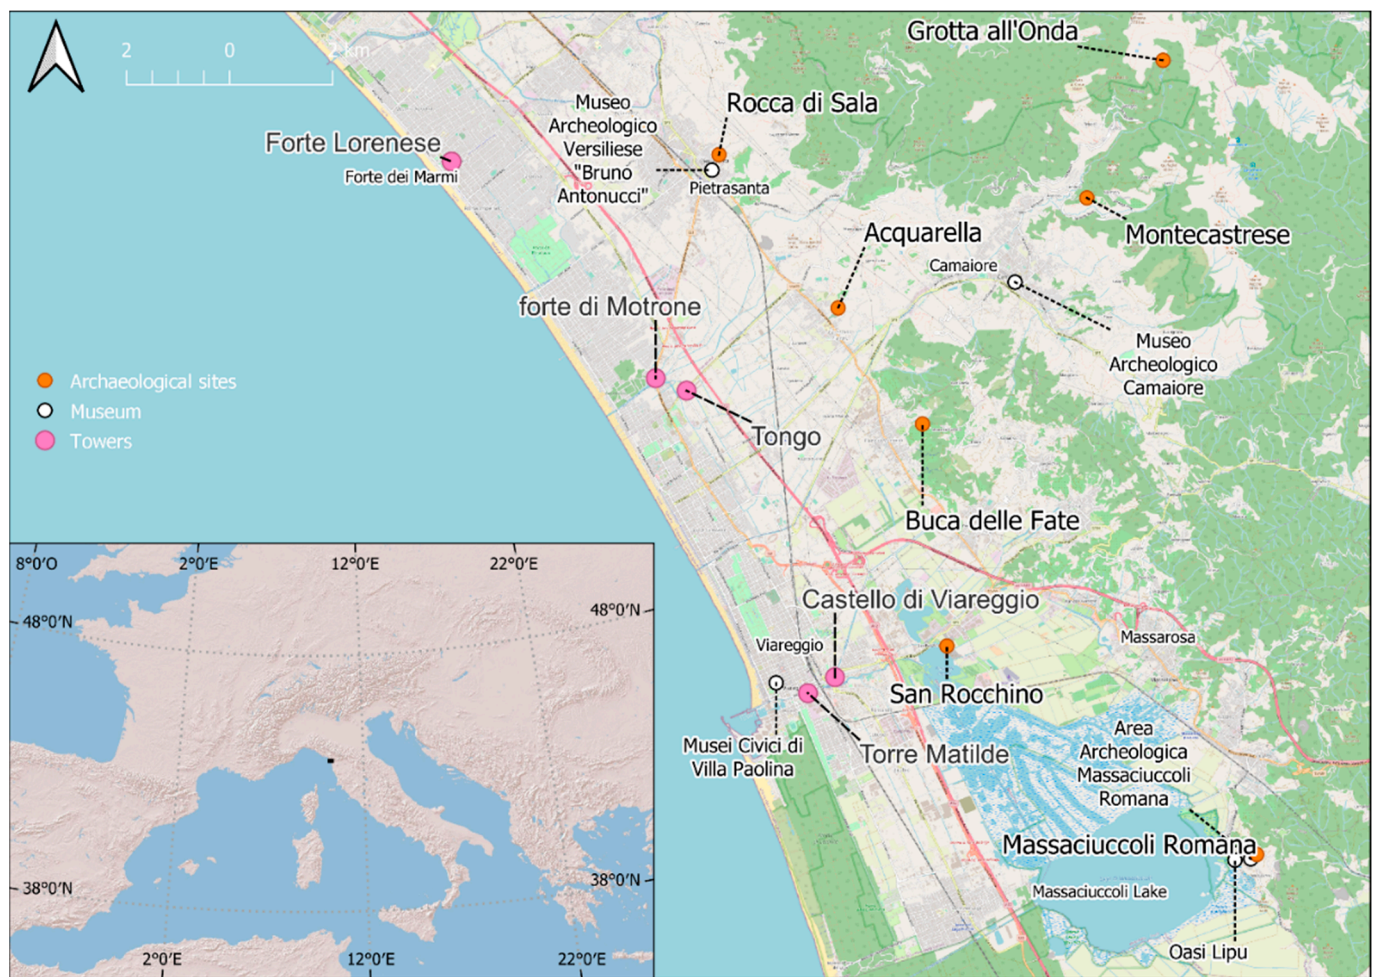 2 0 2 km
Grotta all'Onda
Rocca di Sala
Museo
Archeologico
Versiliese
"Bruno
Antonucci"
Forte Lorenese
Forte dei Marmi
Pietrasanta
Acquarella
Montecastrese
Camaiore
forte di Motrone
Museo
Archeologico
Camaiore
Archaeological sites
Museum
Towers
Tongo
Buca delle Fate
Castello di Viareggio
Viareggio
Massarosa
San Rocchino
Musei Civici di
Villa Paolina
Torre Matilde
Area
Archeologica
Massaciuccoli
Romana
Massaciuccoli Romana
Massaciuccoli Lake
Oasi Lipu
8°0'O 2°0'E 12°0'E 22°0'E
48°0'N 48°0'N
38°0'N 38°0'N
2°0'E 12°0'E 22°0'E